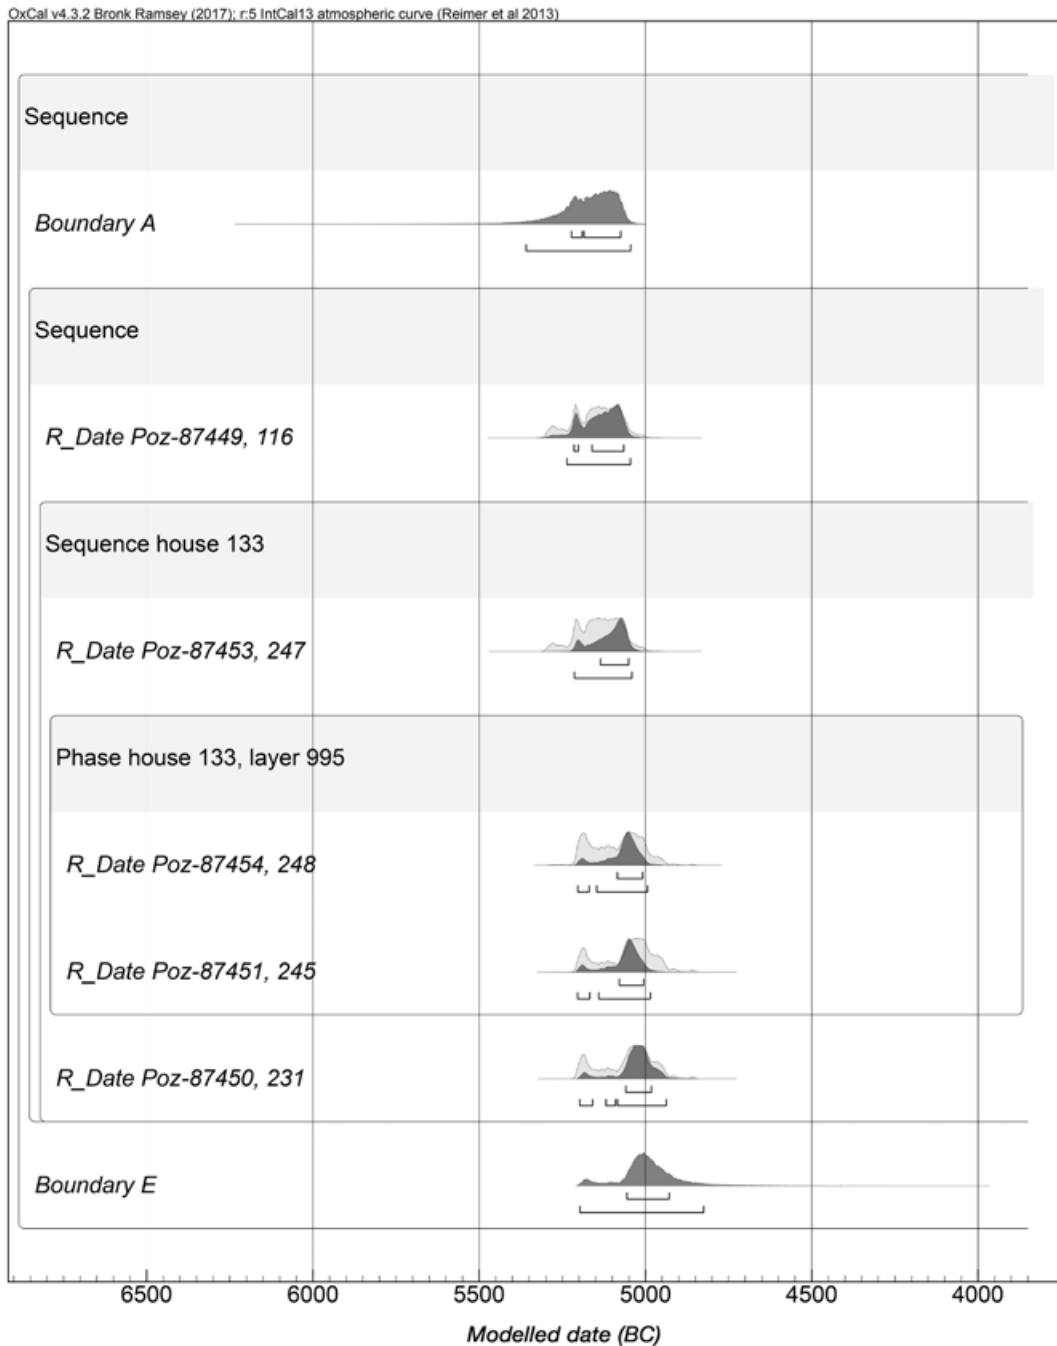 OxCal v4.3.2 Bronk Ramsey (2017); r:5 IntCal13 atmospheric curve (Reimer et al 2013)
Sequence
Boundary A
Sequence
R_Date Poz-87449, 116
Sequence house 133
R_Date Poz-87453, 247
Phase house 133, layer 995
R_Date Poz-87454, 248
R_Date Poz-87451, 245
R_Date Poz-87450, 231
Boundary E
6500 6000 5500 5000 4500 4000
Modelled date (BC)